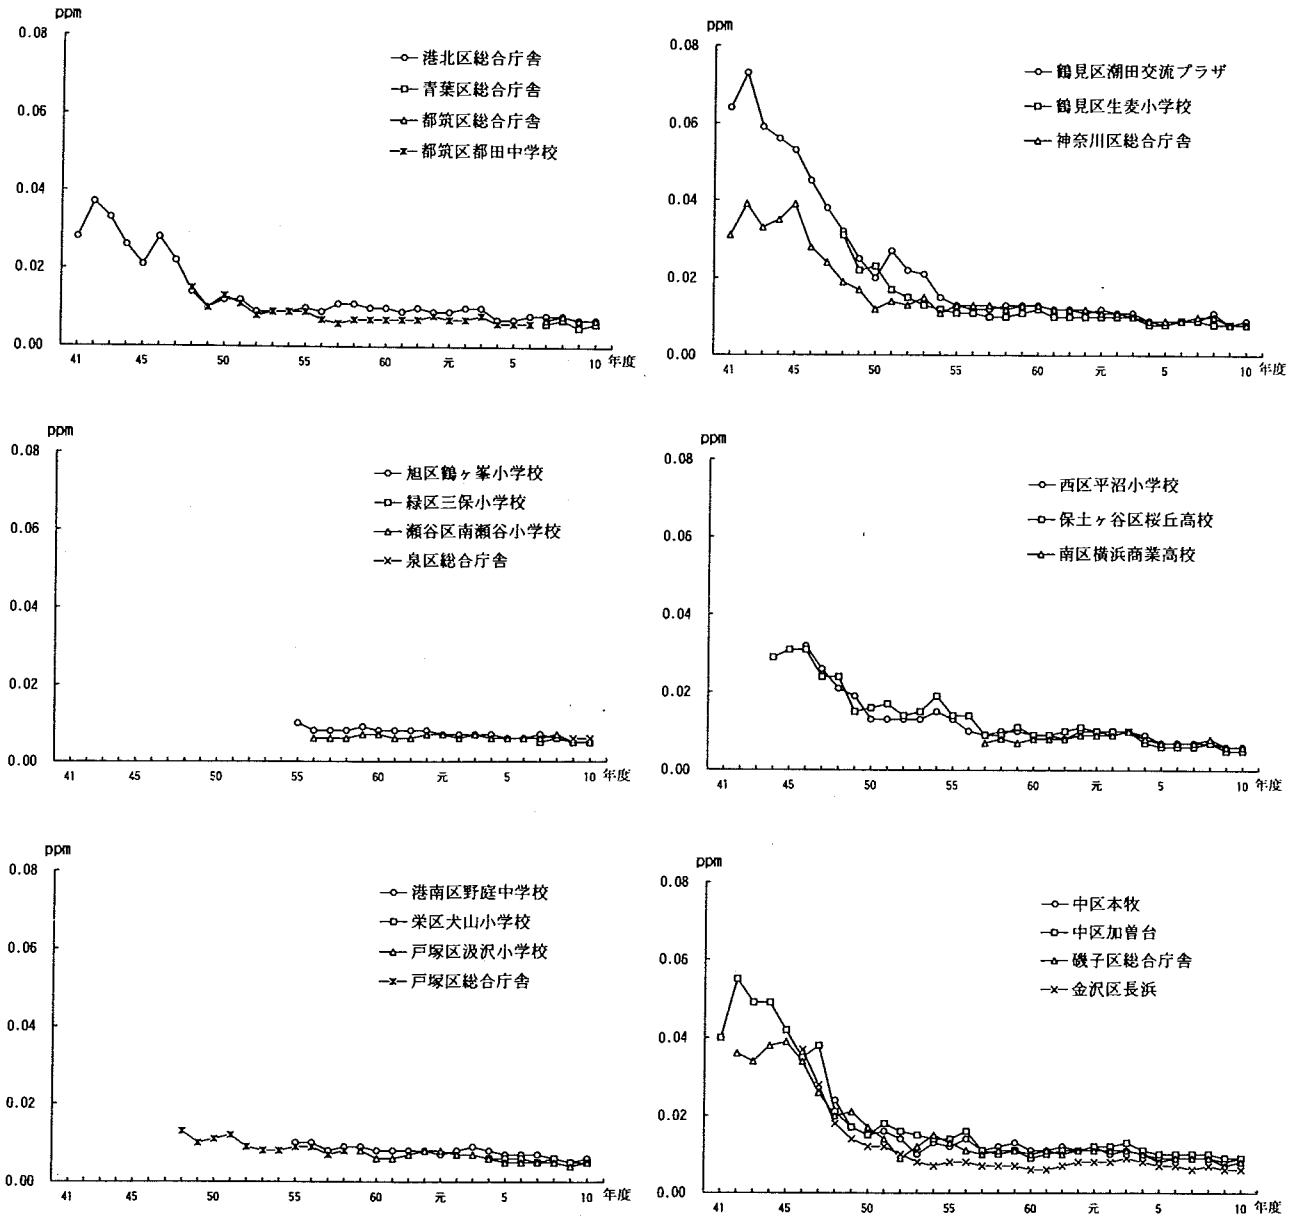 ppm
0.08
0.06
0.04
0.02
0.00
港北区総合庁舎
青葉区総合庁舎
都筑区総合庁舎
都筑区都田中学校
41 45 50 55 60 元 5 10 年度
ppm
0.08
0.06
0.04
0.02
0.00
鶴見区潮田交流プラザ
鶴見区生麦小学校
神奈川区総合庁舎
41 45 50 55 60 元 5 10 年度
ppm
0.08
0.06
0.04
0.02
0.00
旭区鶴ヶ峯小学校
緑区三保小学校
瀬谷区南瀬谷小学校
泉区総合庁舎
41 45 50 55 60 元 5 10 年度
ppm
0.08
0.06
0.04
0.02
0.00
西区平沼小学校
保土ヶ谷区桜丘高校
南区横浜商業高校
41 45 50 55 60 元 5 10 年度
ppm
0.08
0.06
0.04
0.02
0.00
港南区野庭中学校
栄区犬山小学校
戸塚区汲沢小学校
戸塚区総合庁舎
41 45 50 55 60 元 5 10 年度
ppm
0.08
0.06
0.04
0.02
0.00
中区本牧
中区加曽台
磯子区総合庁舎
金沢区長浜
41 45 50 55 60 元 5 10 年度